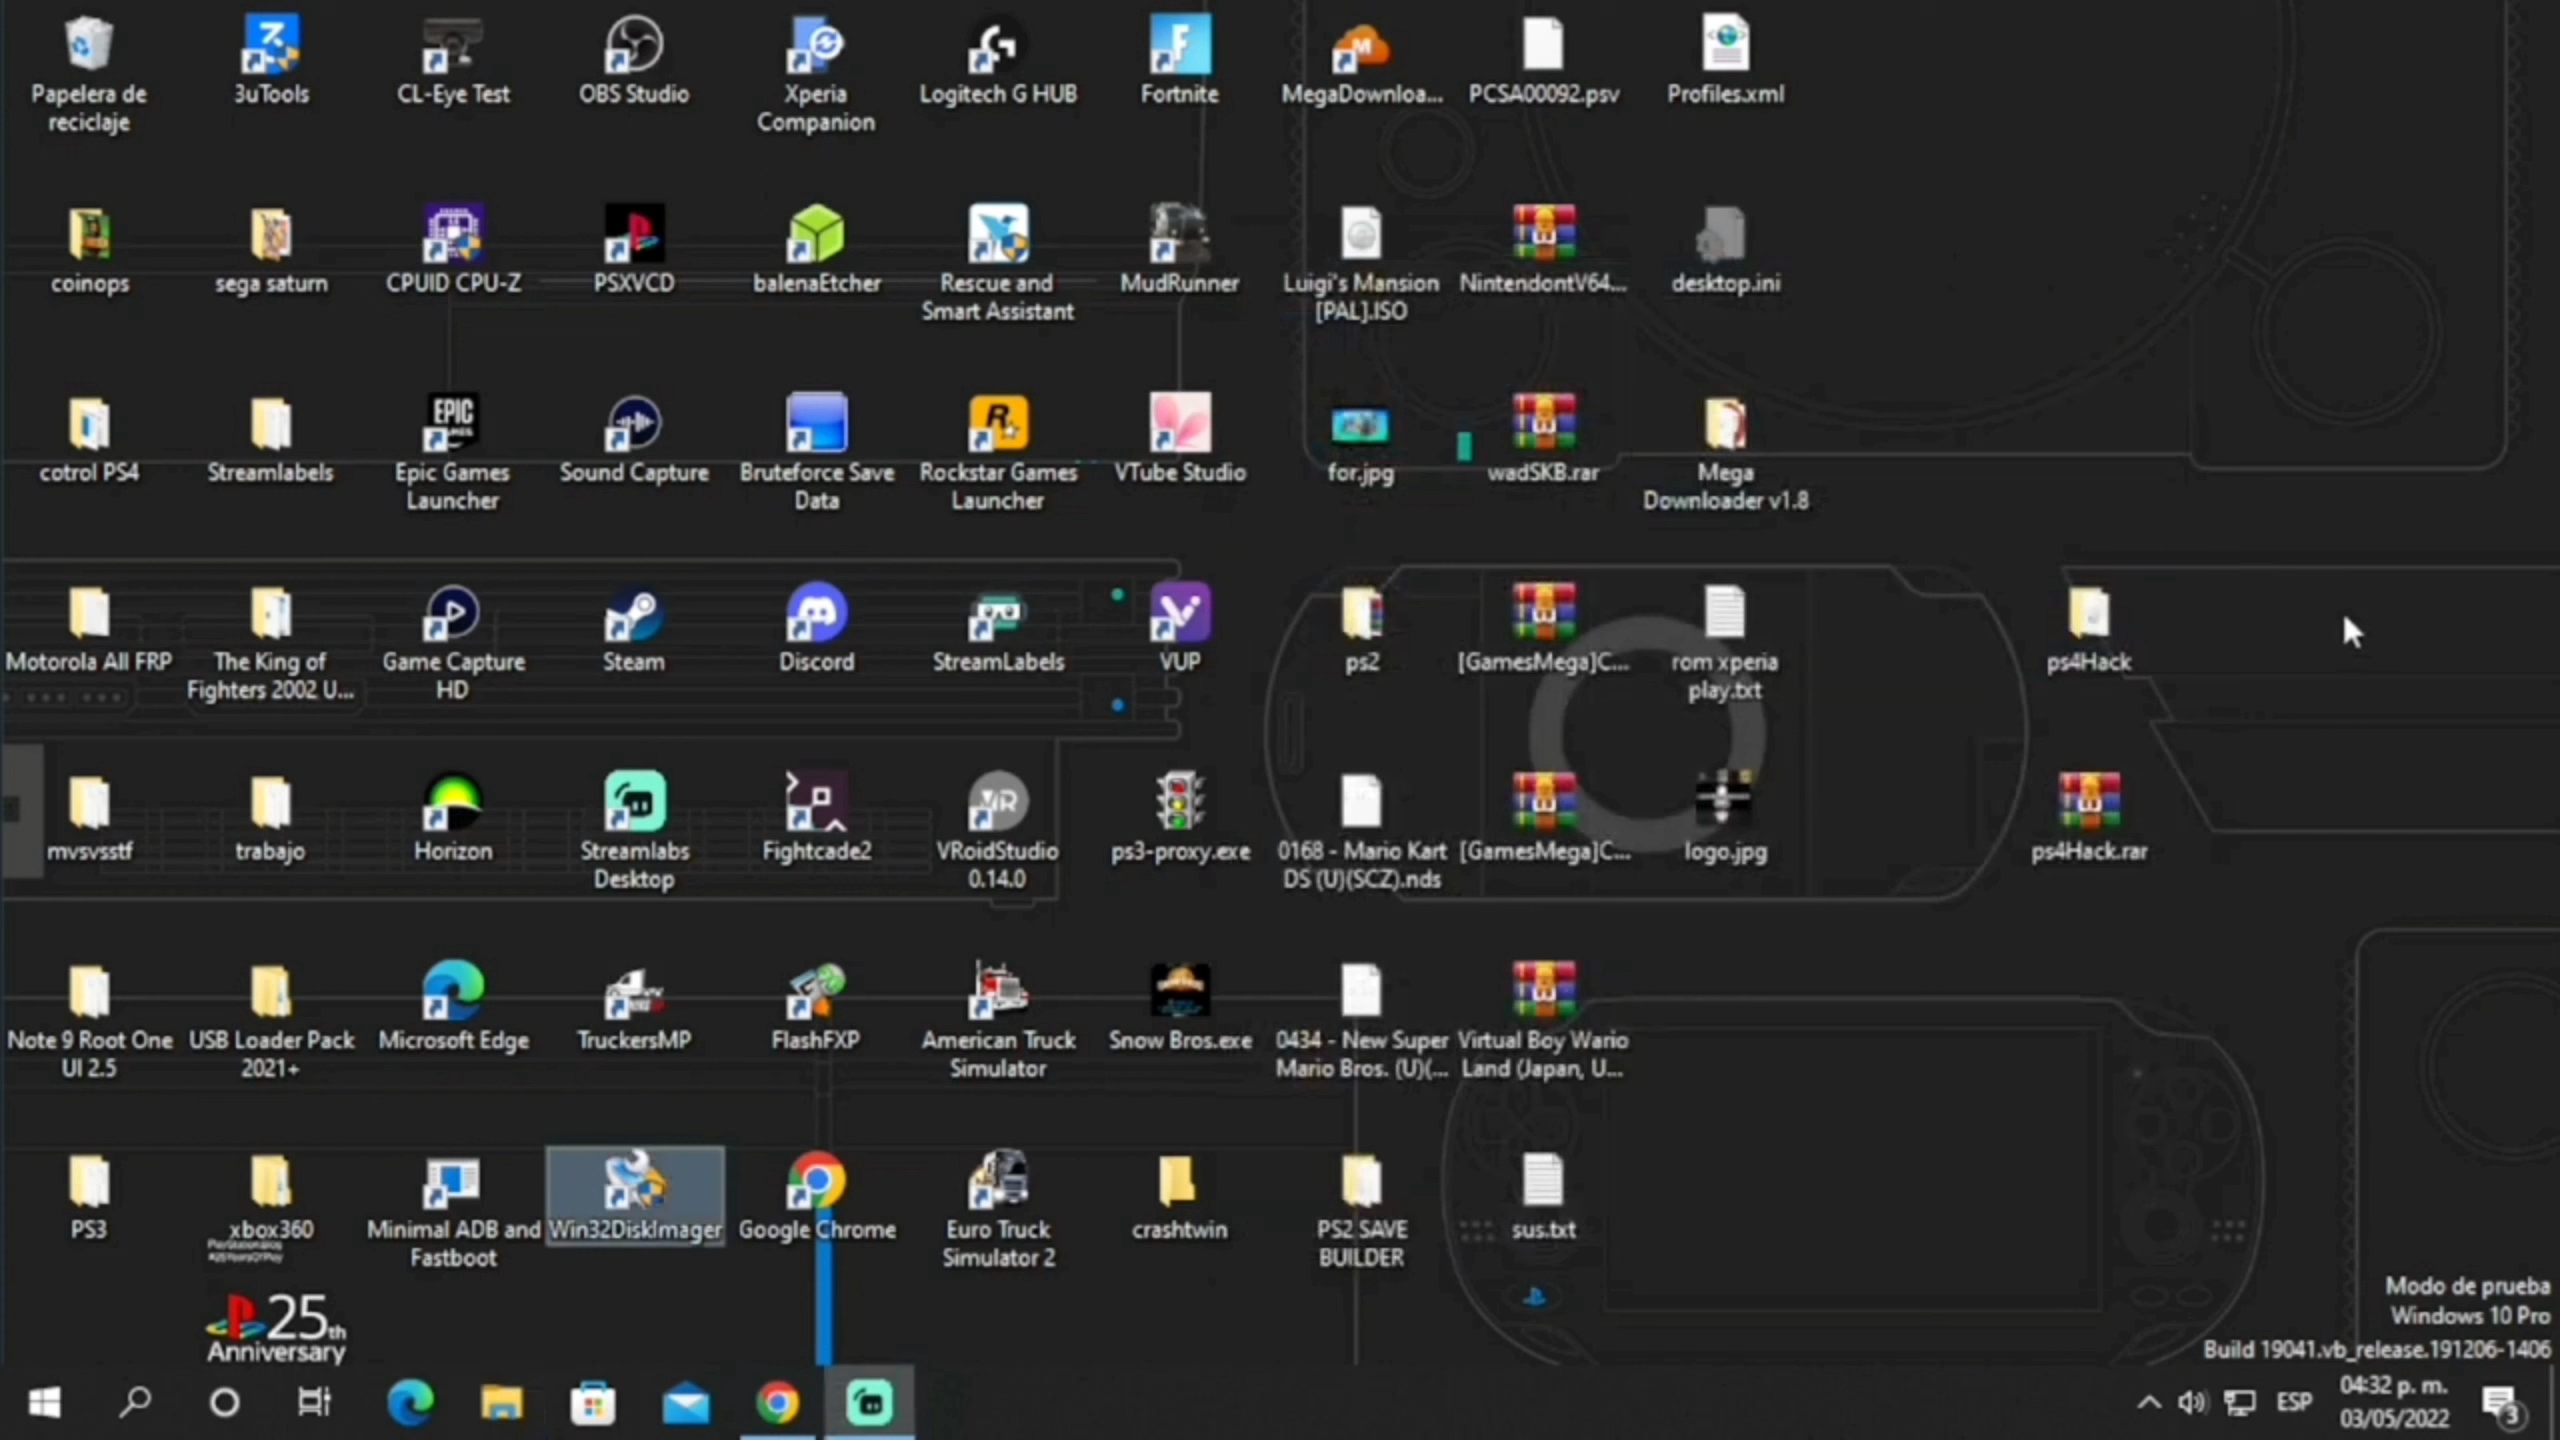 Papelera de
reciclaje
3uTools
CL-Eye Test
OBS Studio
Xperia
Companion
Logitech G HUB
Fortnite
MegaDownloa...
PCSA00092.psv
Profiles.xml
coinops
sega saturn
CPUID CPU-Z
PSXVCD
balenaEtcher
Rescue and
Smart Assistant
MudRunner
Luigi's Mansion
[PAL].ISO
NintendontV64...
desktop.ini
cotrol PS4
Streamlabels
EPIC
GAMES
Epic Games
Launcher
Sound Capture
Bruteforce Save
Data
Rockstar Games
Launcher
VTube Studio
for.jpg
wadSKB.rar
Mega
Downloader v1.8
Motorola All FRP
The King of
Fighters 2002 U...
Game Capture
HD
Steam
Discord
StreamLabels
VUP
ps2
[GamesMega]C...
rom xperia
play.txt
ps4Hack
mvsvsstf
trabajo
Horizon
Streamlabs
Desktop
Fightcade2
VR
VRoidStudio
0.14.0
ps3-proxy.exe
0168 - Mario Kart
DS (U)(SCZ).nds
[GamesMega]C...
logo.jpg
ps4Hack.rar
Note 9 Root One
UI 2.5
USB Loader Pack
2021+
Microsoft Edge
TruckersMP
FlashFXP
American Truck
Simulator
Snow Bros.exe
0434 - New Super
Mario Bros. (U)(...
Virtual Boy Wario
Land (Japan, U...
PS3
xbox360
Minimal ADB and
Fastboot
Win32DiskImager
Google Chrome
Euro Truck
Simulator 2
crashtwin
PS2 SAVE
BUILDER
sus.txt
25th
Anniversary
Modo de prueba
Windows 10 Pro
Build 19041.vb_release.191206-1406
ESP
04:32 p. m.
03/05/2022
3